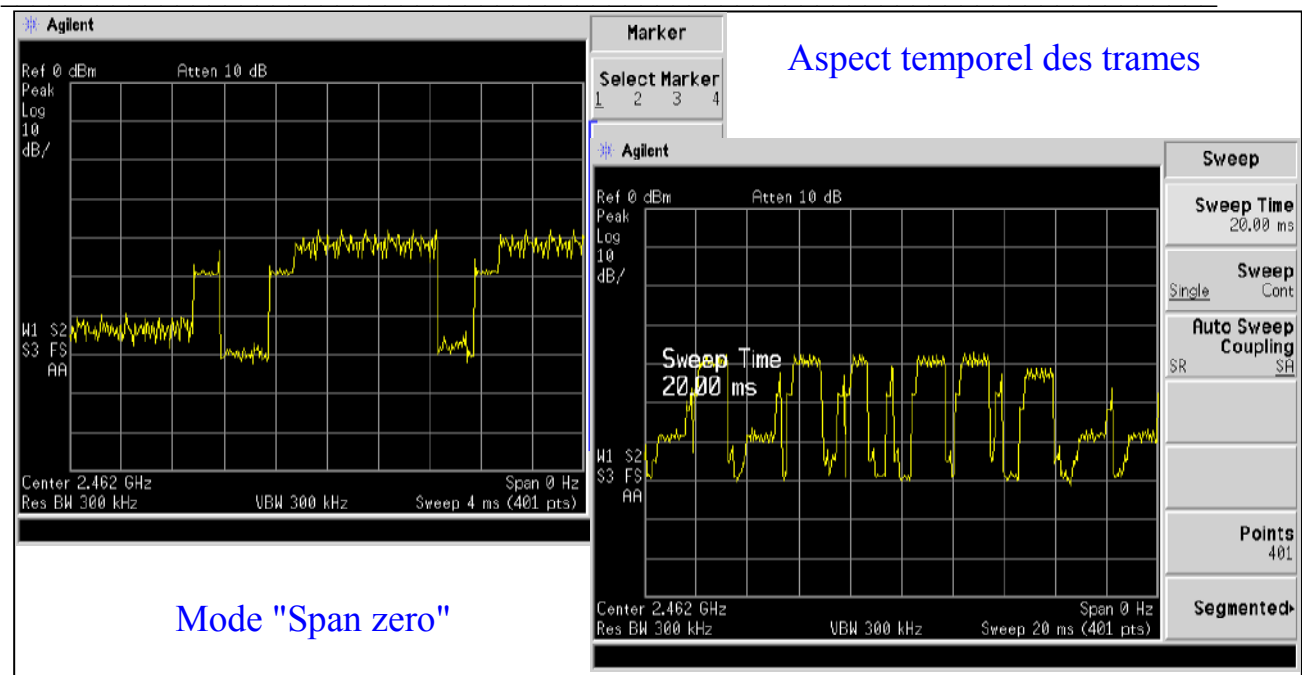 Agilent
Ref 0 dBm Atten 10 dB
Peak
Log
10
dB/
W1 S2
S3 FS
AA
Center 2.462 GHz Span 0 Hz
Res BW 300 kHz VBW 300 kHz Sweep 4 ms (401 pts)
Marker
Select Marker
1 2 3 4
Aspect temporel des trames
Agilent
Ref 0 dBm Atten 10 dB
Peak
Log
10
dB/
Sweep Time
20.00 ms
W1 S2
S3 FS
AA
Center 2.462 GHz Span 0 Hz
Res BW 300 kHz VBW 300 kHz Sweep 20 ms (401 pts)
Sweep
Sweep Time
20.00 ms
Sweep
Single Cont
Auto Sweep
Coupling
SR SA
Points
401
Segmented
Mode "Span zero"